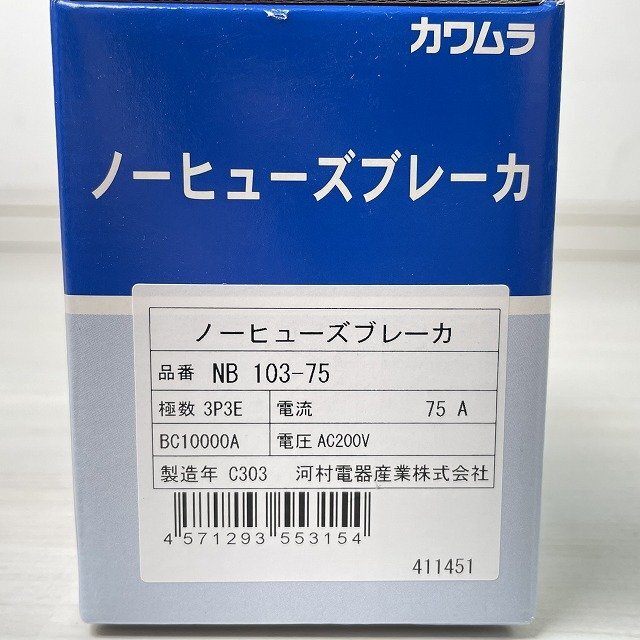 カワムラ
ノーヒューズブレーカ
ノーヒューズブレーカ
品番 NB 103-75
極数 3P3E 電流 75 A
BC10000A 電圧 AC200V
製造年 C303 河村電器産業株式会社
4 571293 553154
411451